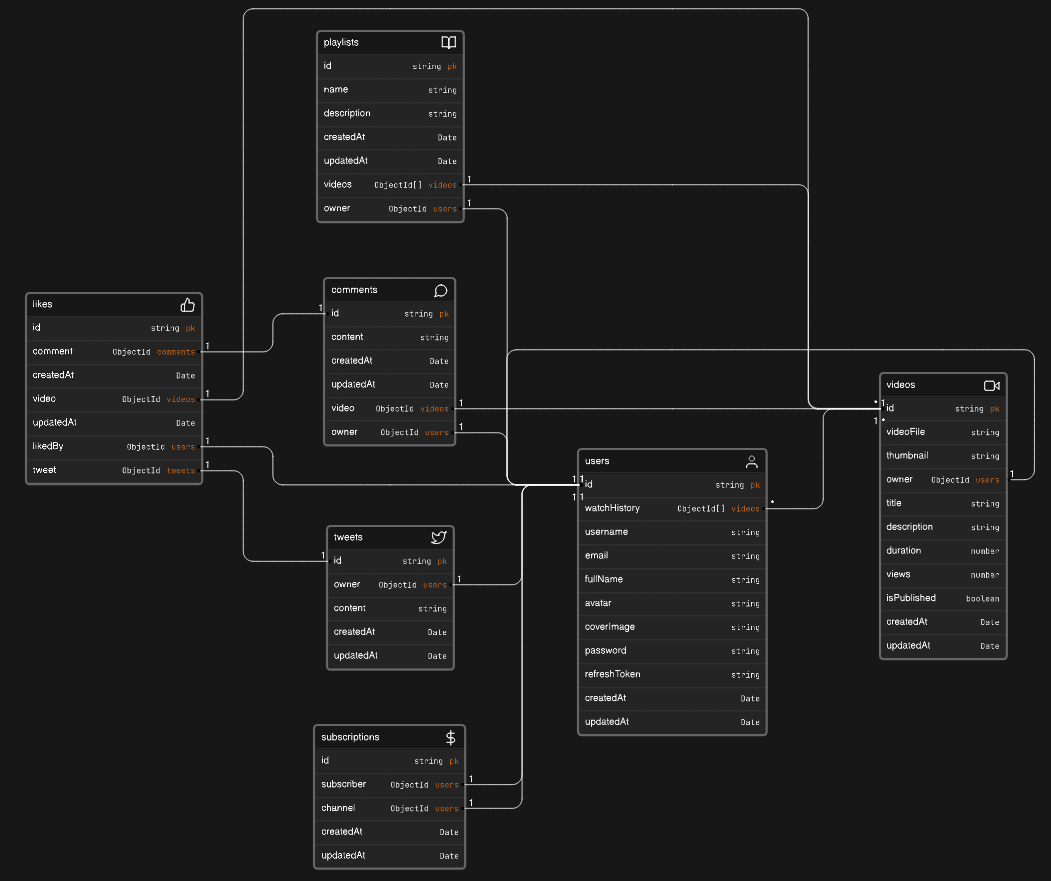 playlists
id string pk
name string
description string
createdAt Date
updatedAt Date
videos ObjectId[] videos 1
owner ObjectId users 1
likes
id string pk
comment ObjectId comments 1
createdAt Date
video ObjectId videos 1
updatedAt Date
likedBy ObjectId users 1
tweet ObjectId tweets 1
comments
1 id string pk
content string
createdAt Date
updatedAt Date
video ObjectId videos 1
owner ObjectId users 1
tweets
1 id string pk
owner ObjectId users 1
content string
createdAt Date
updatedAt Date
subscriptions
id string pk
subscriber ObjectId users 1
channel ObjectId users 1
createdAt Date
updatedAt Date
users
1 1 id string pk
1 1 watchHistory ObjectId[] videos *
username string
email string
fullName string
avatar string
coverImage string
password string
refreshToken string
createdAt Date
updatedAt Date
videos
* 1 id string pk
1 *
videoFile string
thumbnail string
owner ObjectId users 1
title string
description string
duration number
views number
isPublished boolean
createdAt Date
updatedAt Date